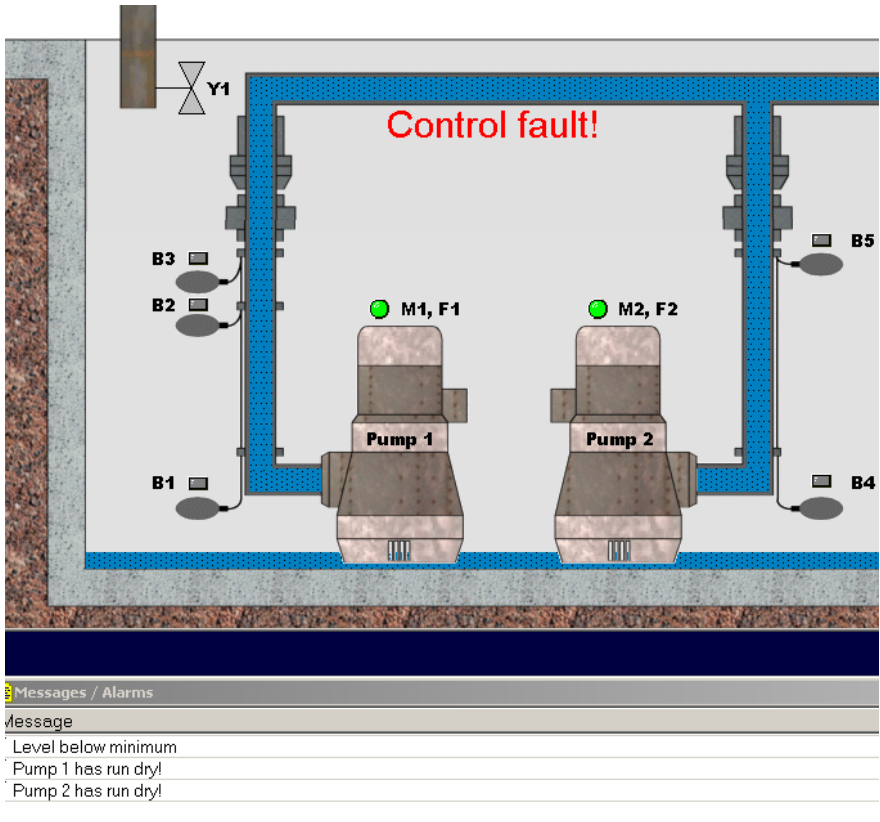 Y1
Control fault!
B3
B5
B2
M1, F1
M2, F2
Pump 1
Pump 2
B1
B4
Messages / Alarms
Message
Level below minimum
Pump 1 has run dry!
Pump 2 has run dry!